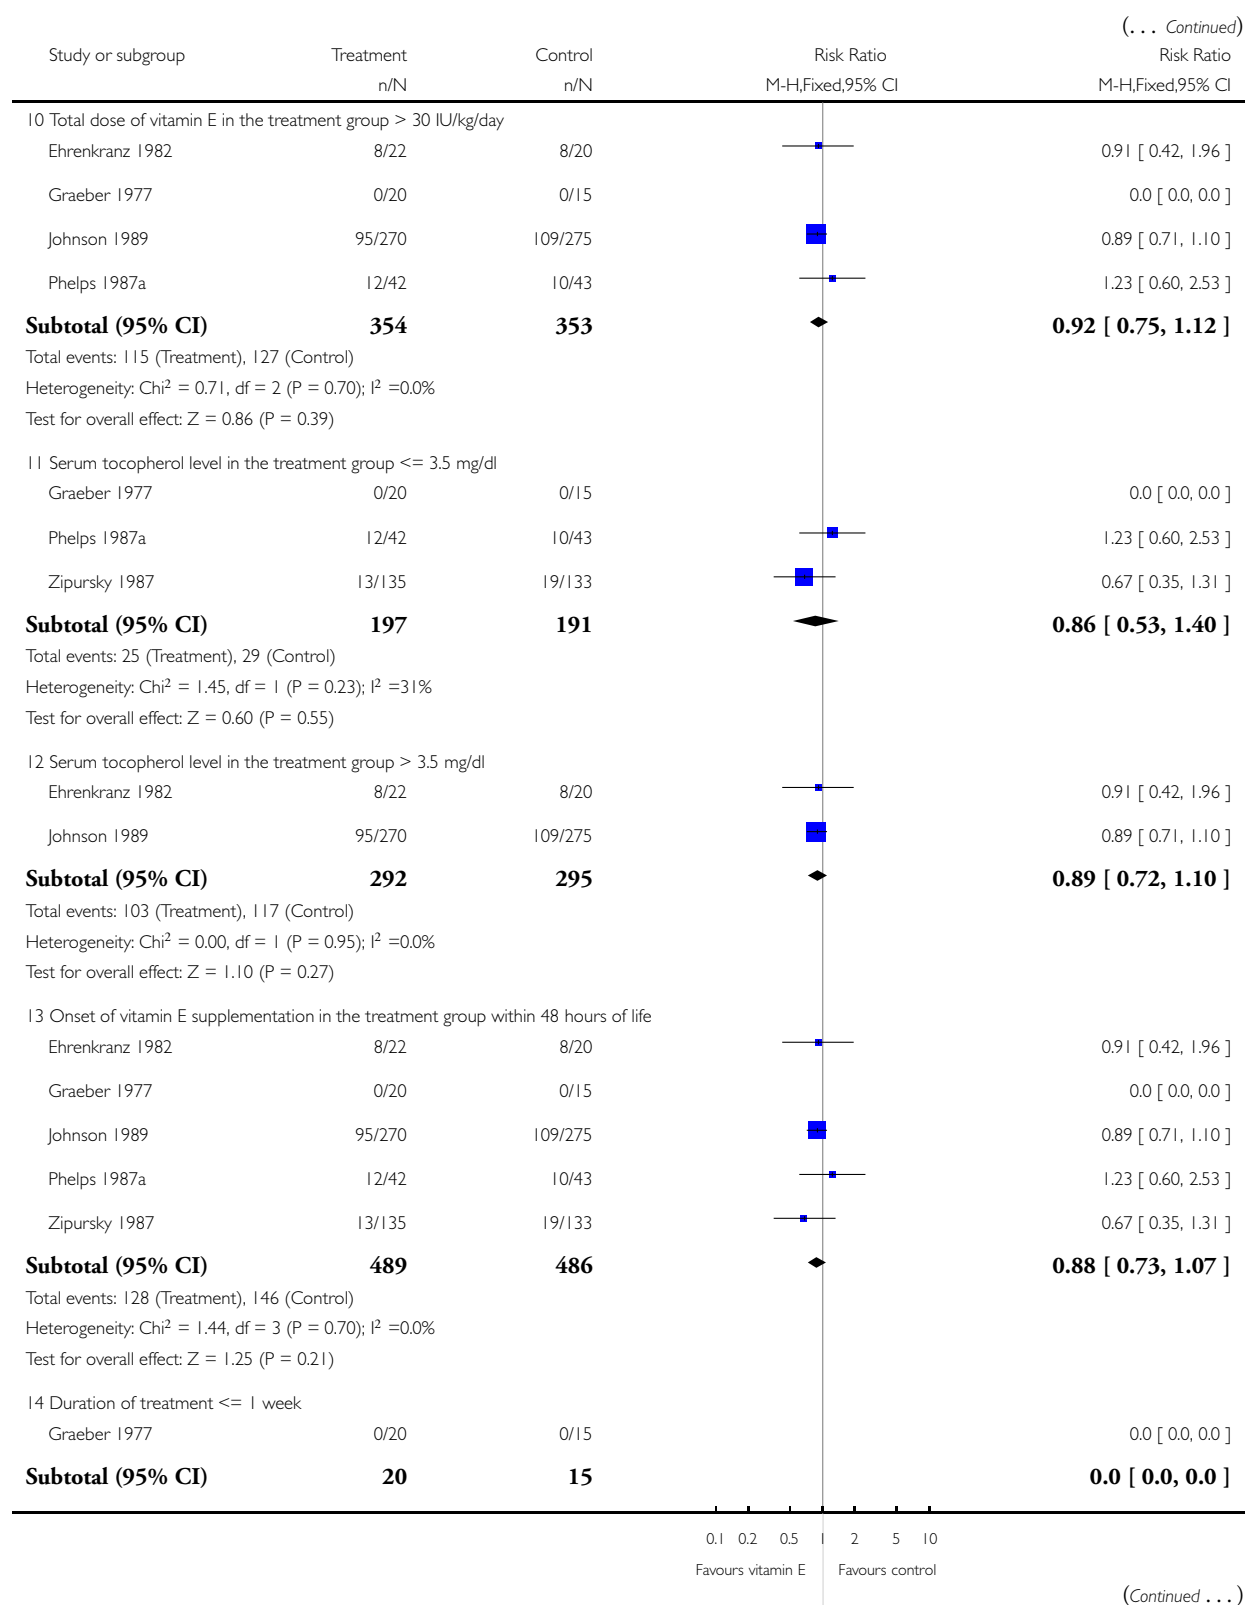 (... Continued)
Study or subgroup Treatment Control Risk Ratio Risk Ratio
n/N n/N M-H,Fixed,95% CI M-H,Fixed,95% CI
10 Total dose of vitamin E in the treatment group > 30 IU/kg/day
Ehrenkranz 1982 8/22 8/20 0.91 [ 0.42, 1.96 ]
Graeber 1977 0/20 0/15 0.0 [ 0.0, 0.0 ]
Johnson 1989 95/270 109/275 0.89 [ 0.71, 1.10 ]
Phelps 1987a 12/42 10/43 1.23 [ 0.60, 2.53 ]
Subtotal (95% CI) 354 353 0.92 [ 0.75, 1.12 ]
Total events: 115 (Treatment), 127 (Control)
Heterogeneity: Chi² = 0.71, df = 2 (P = 0.70); I² =0.0%
Test for overall effect: Z = 0.86 (P = 0.39)
11 Serum tocopherol level in the treatment group <= 3.5 mg/dl
Graeber 1977 0/20 0/15 0.0 [ 0.0, 0.0 ]
Phelps 1987a 12/42 10/43 1.23 [ 0.60, 2.53 ]
Zipursky 1987 13/135 19/133 0.67 [ 0.35, 1.31 ]
Subtotal (95% CI) 197 191 0.86 [ 0.53, 1.40 ]
Total events: 25 (Treatment), 29 (Control)
Heterogeneity: Chi² = 1.45, df = 1 (P = 0.23); I² =31%
Test for overall effect: Z = 0.60 (P = 0.55)
12 Serum tocopherol level in the treatment group > 3.5 mg/dl
Ehrenkranz 1982 8/22 8/20 0.91 [ 0.42, 1.96 ]
Johnson 1989 95/270 109/275 0.89 [ 0.71, 1.10 ]
Subtotal (95% CI) 292 295 0.89 [ 0.72, 1.10 ]
Total events: 103 (Treatment), 117 (Control)
Heterogeneity: Chi² = 0.00, df = 1 (P = 0.95); I² =0.0%
Test for overall effect: Z = 1.10 (P = 0.27)
13 Onset of vitamin E supplementation in the treatment group within 48 hours of life
Ehrenkranz 1982 8/22 8/20 0.91 [ 0.42, 1.96 ]
Graeber 1977 0/20 0/15 0.0 [ 0.0, 0.0 ]
Johnson 1989 95/270 109/275 0.89 [ 0.71, 1.10 ]
Phelps 1987a 12/42 10/43 1.23 [ 0.60, 2.53 ]
Zipursky 1987 13/135 19/133 0.67 [ 0.35, 1.31 ]
Subtotal (95% CI) 489 486 0.88 [ 0.73, 1.07 ]
Total events: 128 (Treatment), 146 (Control)
Heterogeneity: Chi² = 1.44, df = 3 (P = 0.70); I² =0.0%
Test for overall effect: Z = 1.25 (P = 0.21)
14 Duration of treatment <= 1 week
Graeber 1977 0/20 0/15 0.0 [ 0.0, 0.0 ]
Subtotal (95% CI) 20 15 0.0 [ 0.0, 0.0 ]
0.1 0.2 0.5 1 2 5 10
Favours vitamin E Favours control
(Continued ...)